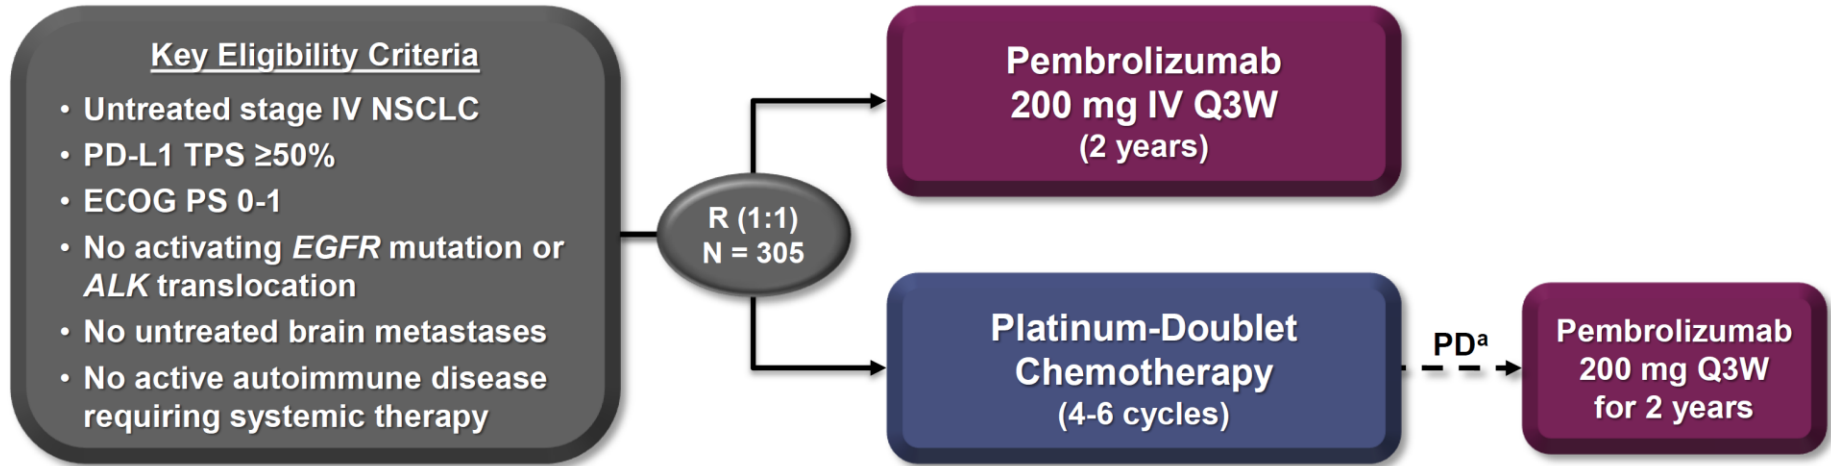 Key Eligibility Criteria
• Untreated stage IV NSCLC
• PD-L1 TPS ≥50%
• ECOG PS 0-1
• No activating EGFR mutation or
ALK translocation
• No untreated brain metastases
• No active autoimmune disease
requiring systemic therapy
R (1:1)
N = 305
Pembrolizumab
200 mg IV Q3W
(2 years)
Platinum-Doublet
Chemotherapy
(4-6 cycles)
PDᵃ
Pembrolizumab
200 mg Q3W
for 2 years